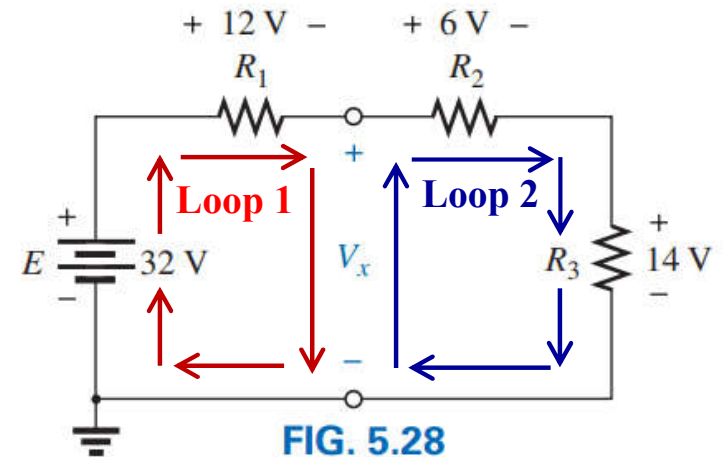 + 12 V − + 6 V −
R₁ R₂
+
Loop 1 Loop 2
+ +
E 32 V Vₓ R₃ 14 V
− −
−
FIG. 5.28